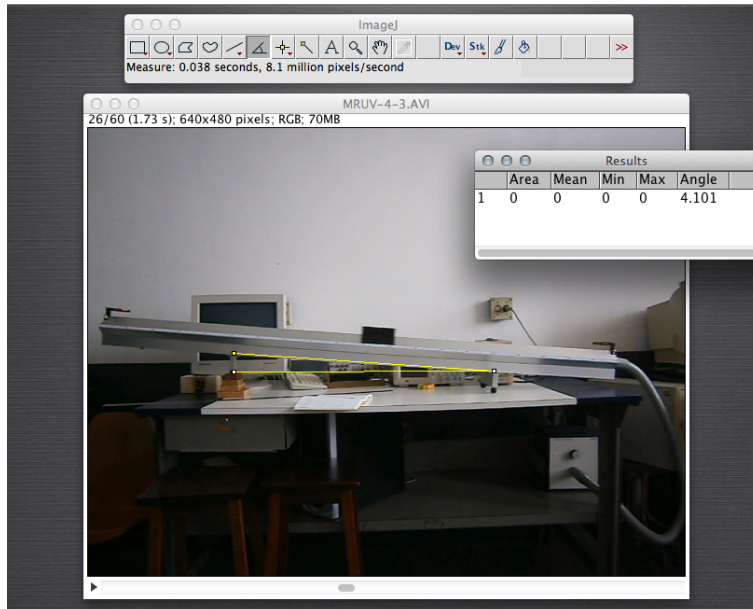 ImageJ
A Dev Stk >>
Measure: 0.038 seconds, 8.1 million pixels/second
MRUV-4-3.AVI
26/60 (1.73 s); 640x480 pixels; RGB; 70MB
Results
Area Mean Min Max Angle
1 0 0 0 0 4.101